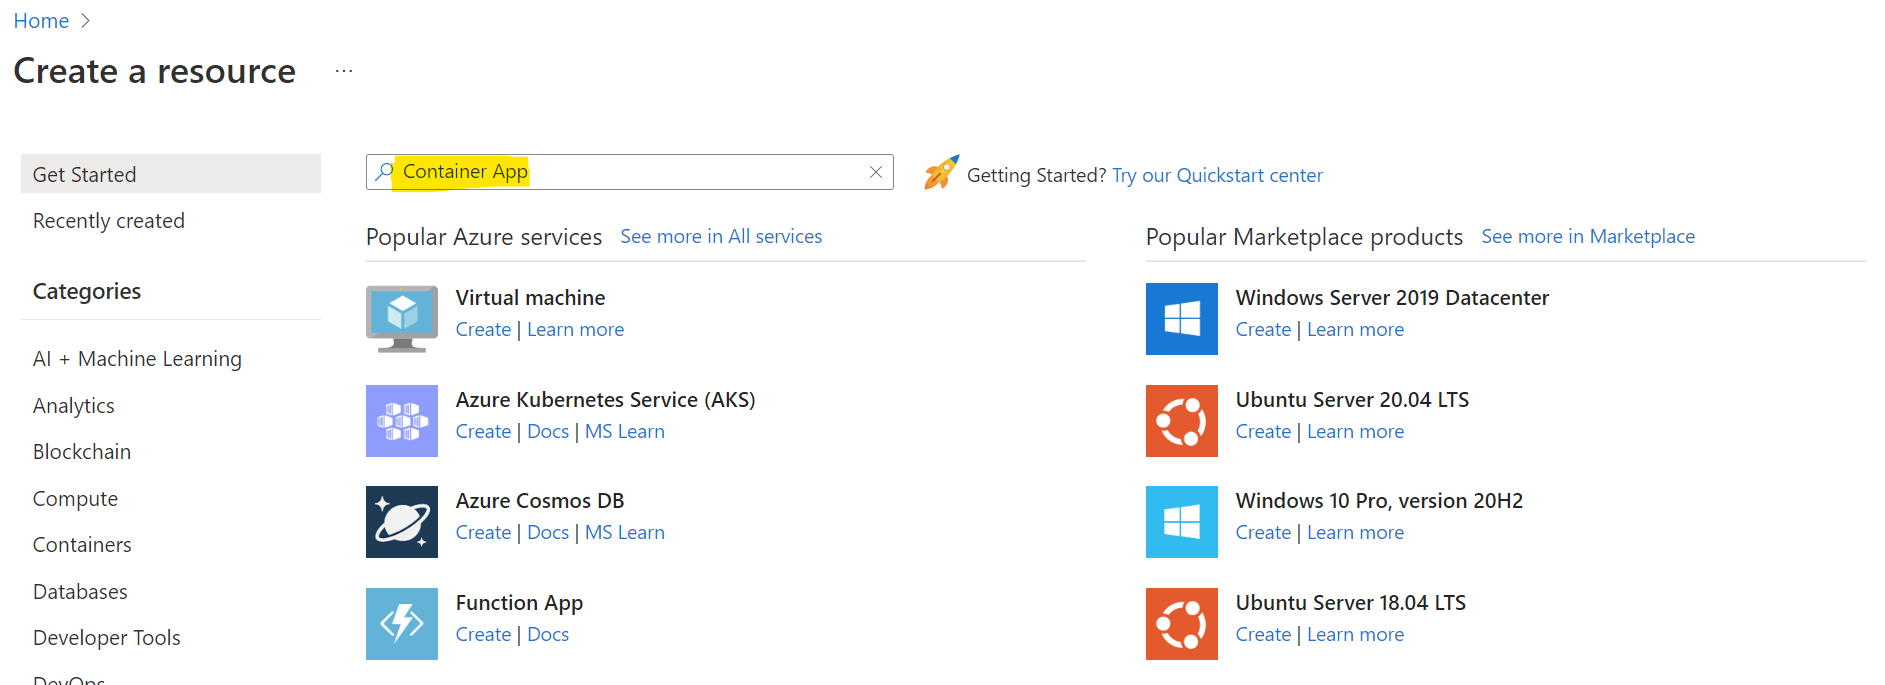 Home
Create a resource ...
Get Started
Recently created
Categories
AI + Machine Learning
Analytics
Blockchain
Compute
Containers
Databases
Developer Tools
DevOps
Container App
Getting Started? Try our Quickstart center
Popular Azure services See more in All services
Virtual machine
Create | Learn more
Azure Kubernetes Service (AKS)
Create | Docs | MS Learn
Azure Cosmos DB
Create | Docs | MS Learn
Function App
Create | Docs
Popular Marketplace products See more in Marketplace
Windows Server 2019 Datacenter
Create | Learn more
Ubuntu Server 20.04 LTS
Create | Learn more
Windows 10 Pro, version 20H2
Create | Learn more
Ubuntu Server 18.04 LTS
Create | Learn more